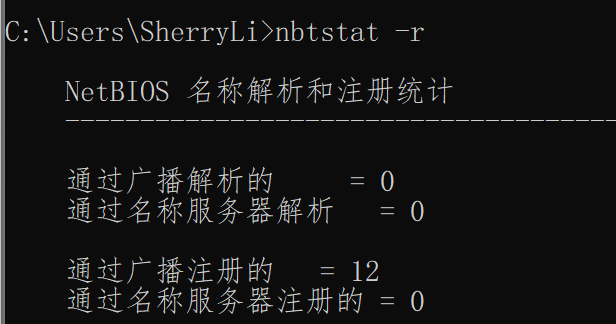 C:\Users\SherryLi>nbtstat -r
NetBIOS 名称解析和注册统计
----------------------------------------------------
通过广播解析的     = 0
通过名称服务器解析   = 0
通过广播注册的   = 12
通过名称服务器注册的 = 0